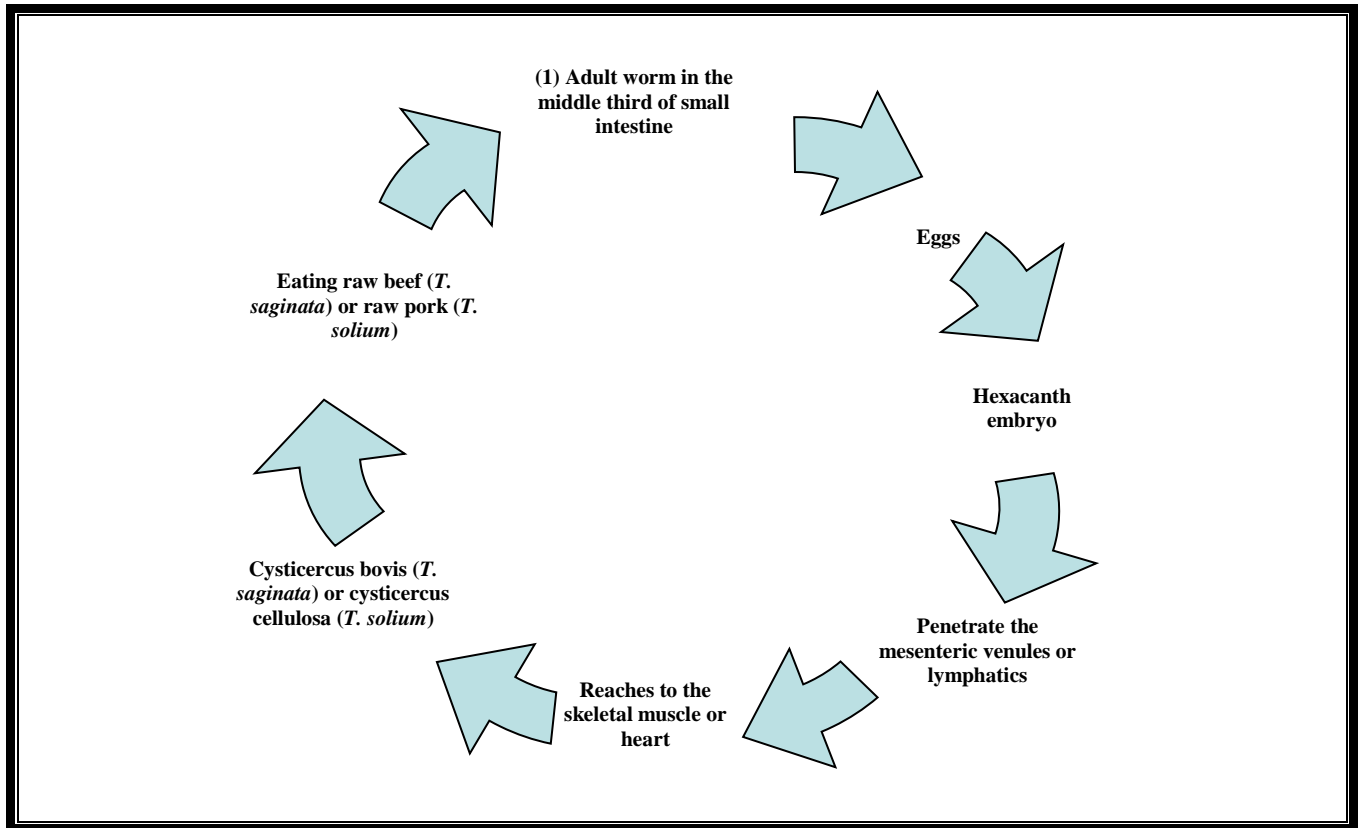 (1) Adult worm in the
middle third of small
intestine
Eggs
Hexacanth
embryo
Penetrate the
mesenteric venules or
lymphatics
Reaches to the
skeletal muscle or
heart
Cysticercus bovis (T.
saginata) or cysticercus
cellulosa (T. solium)
Eating raw beef (T.
saginata) or raw pork (T.
solium)